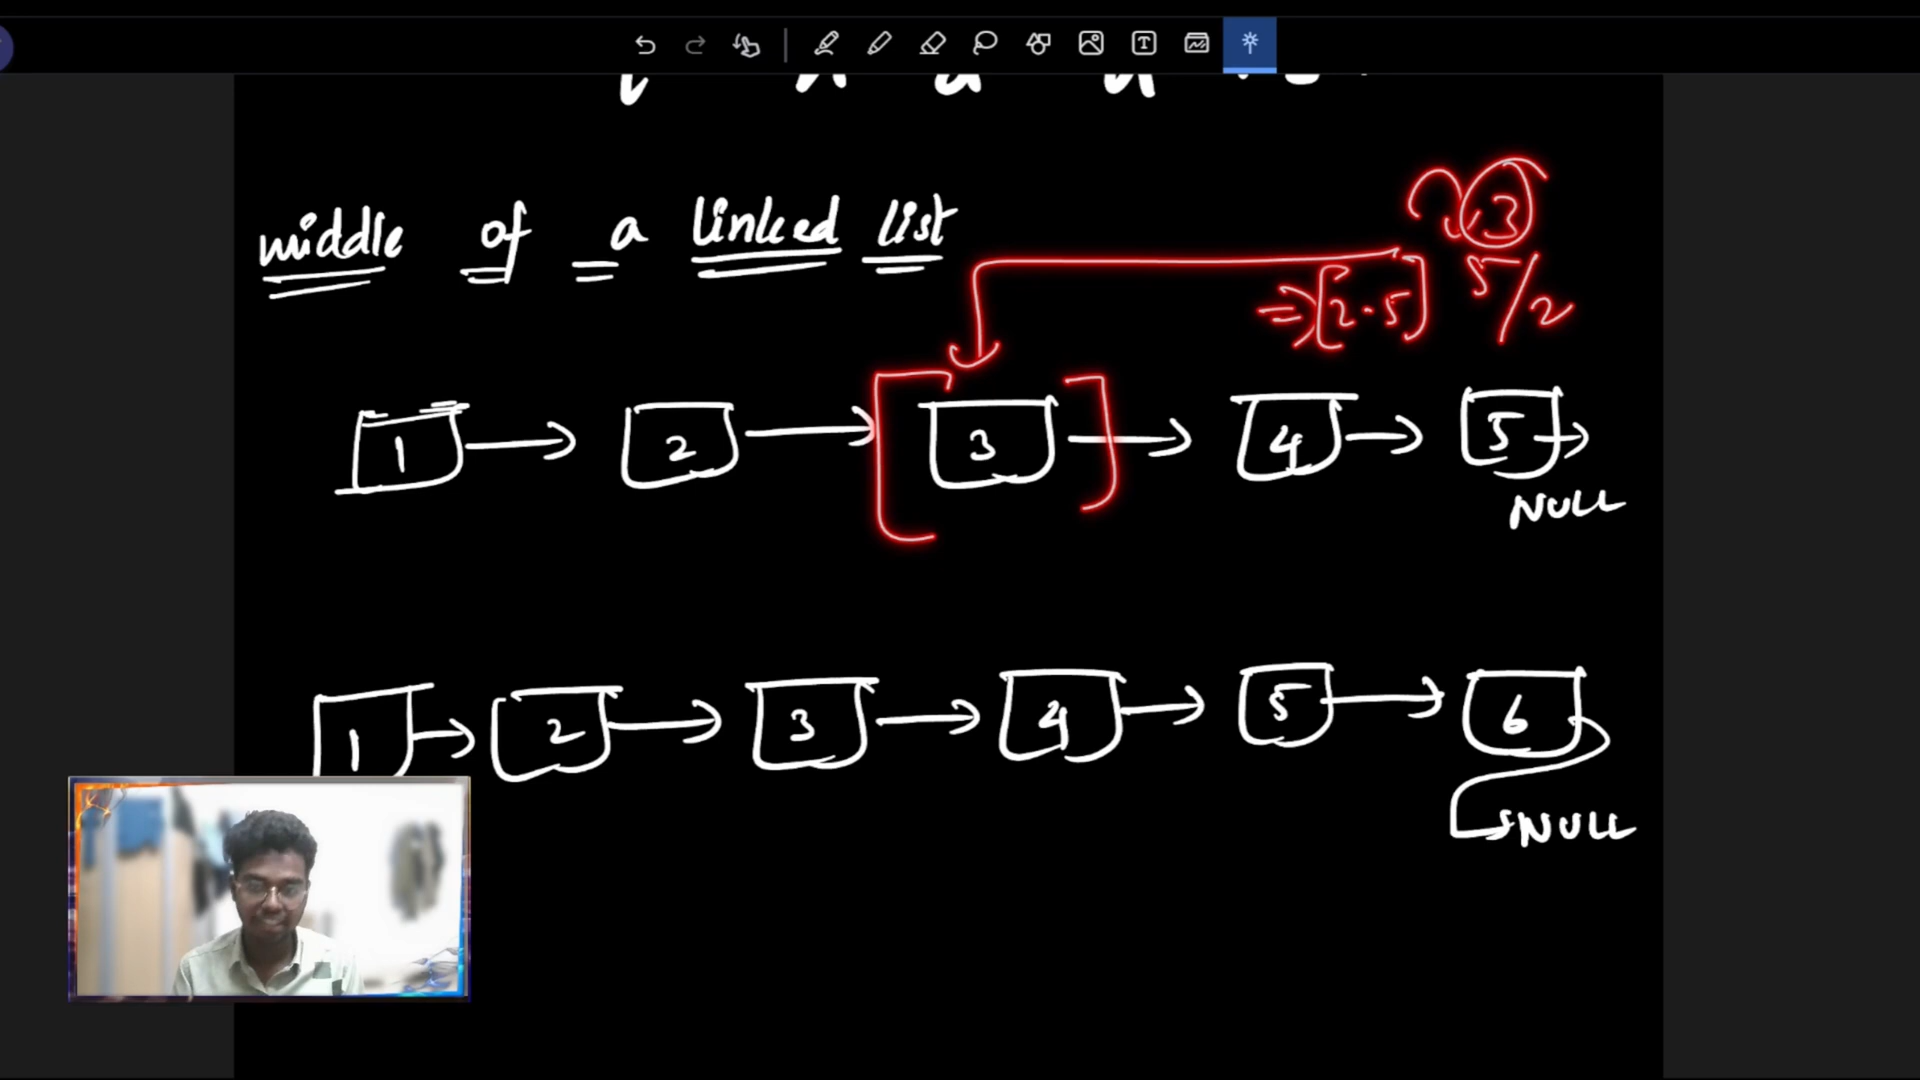 middle of a linked list
3
=> [2.5] 5/2
1 2 3 4 5
NULL
1 2 3 4 5 6
NULL